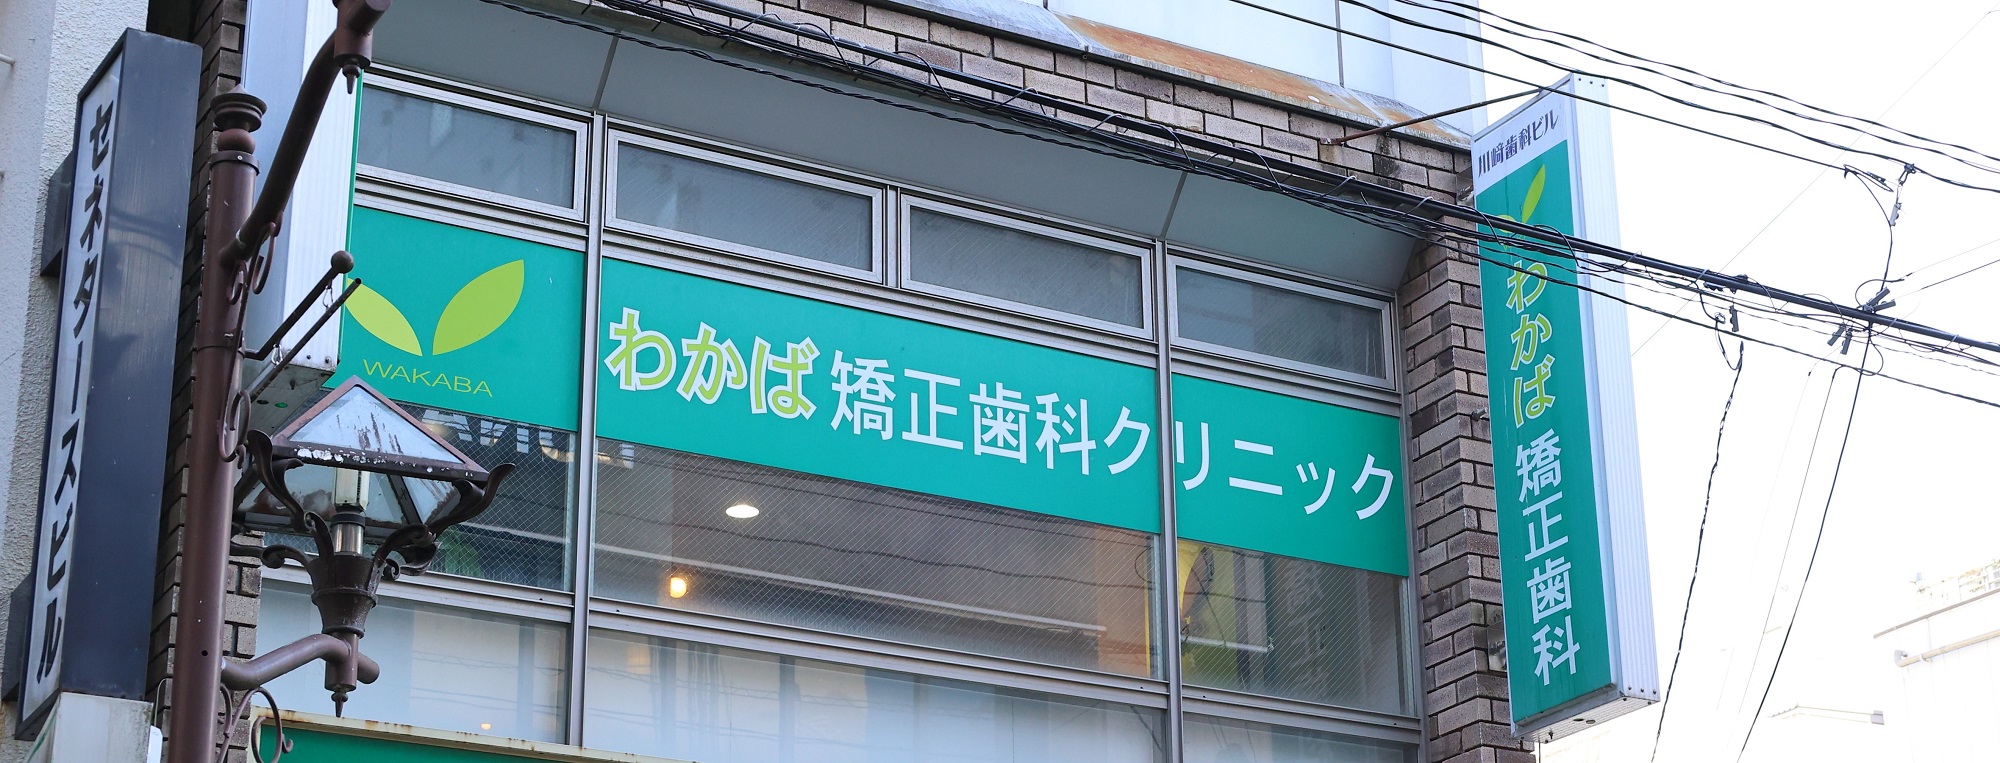 セネタースビル
WAKABA
わかば矯正歯科クリニック
川崎歯科ビル
わかば矯正歯科